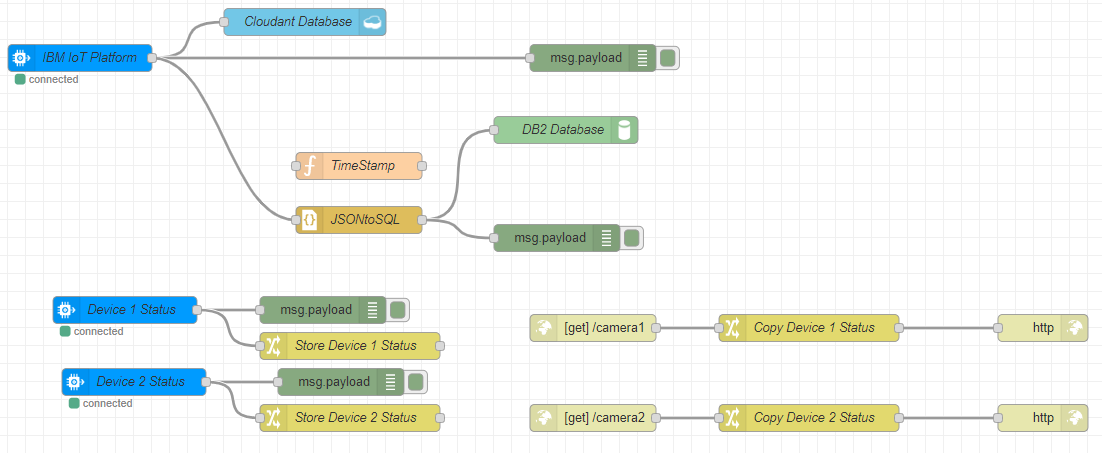 Cloudant Database
IBM IoT Platform
connected
msg.payload
DB2 Database
TimeStamp
JSONtoSQL
msg.payload
Device 1 Status
connected
msg.payload
Store Device 1 Status
[get] /camera1
Copy Device 1 Status
http
Device 2 Status
connected
msg.payload
Store Device 2 Status
[get] /camera2
Copy Device 2 Status
http